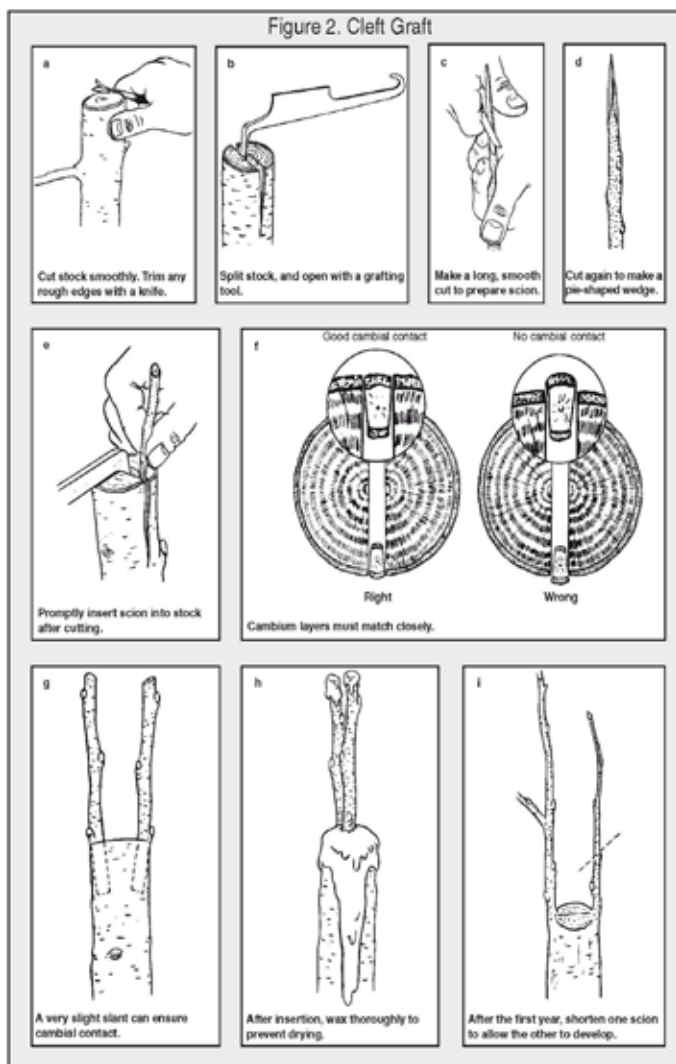 Figure 2. Cleft Graft
a
Cut stock smoothly. Trim any
rough edges with a knife.
b
Split stock, and open with a grafting
tool.
c
Make a long, smooth
cut to prepare scion.
d
Cut again to make a
pie-shaped wedge.
e
Promptly insert scion into stock
after cutting.
f
Good cambial contact
No cambial contact
Right
Wrong
Cambium layers must match closely.
g
A very slight slant can ensure
cambial contact.
h
After insertion, wax thoroughly to
prevent drying.
i
After the first year, shorten one scion
to allow the other to develop.